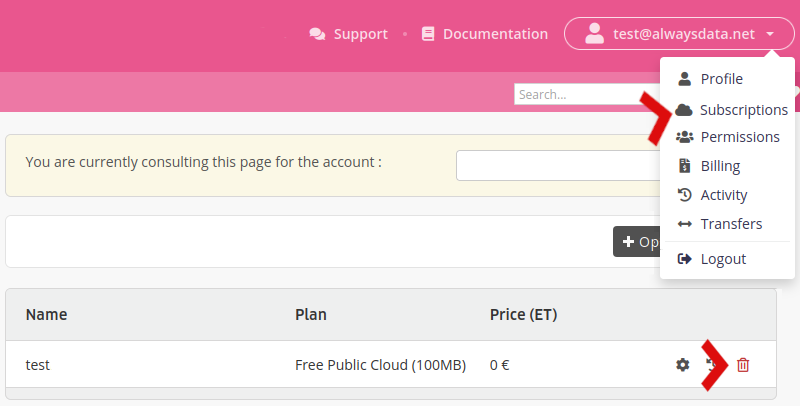 Support • Documentation test@alwaysdata.net
Profile
Search...
Subscriptions
Permissions
You are currently consulting this page for the account :
Billing
Activity
Transfers
Op
Logout
Name Plan Price (ET)
test Free Public Cloud (100MB) 0 €